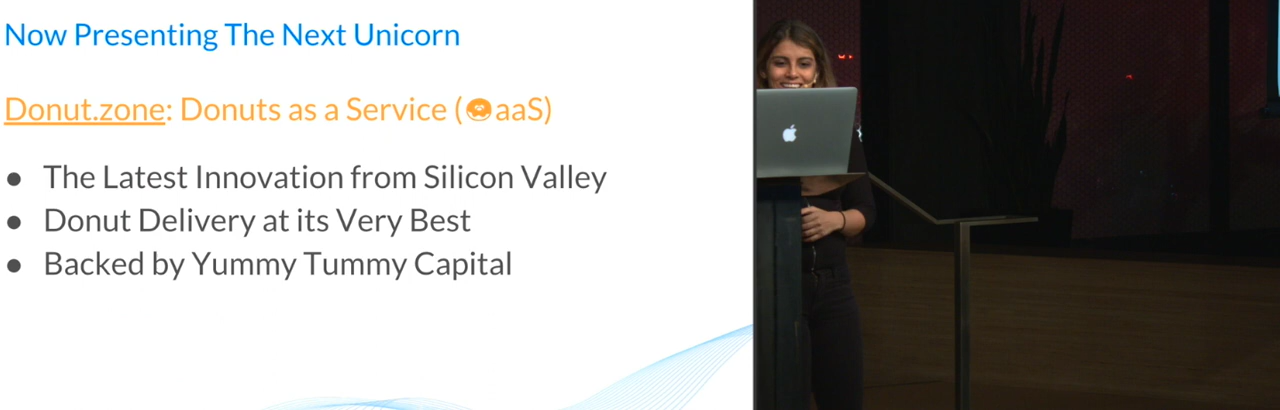 Now Presenting The Next Unicorn
Donut.zone: Donuts as a Service (🍩aaS)
● The Latest Innovation from Silicon Valley
● Donut Delivery at its Very Best
● Backed by Yummy Tummy Capital